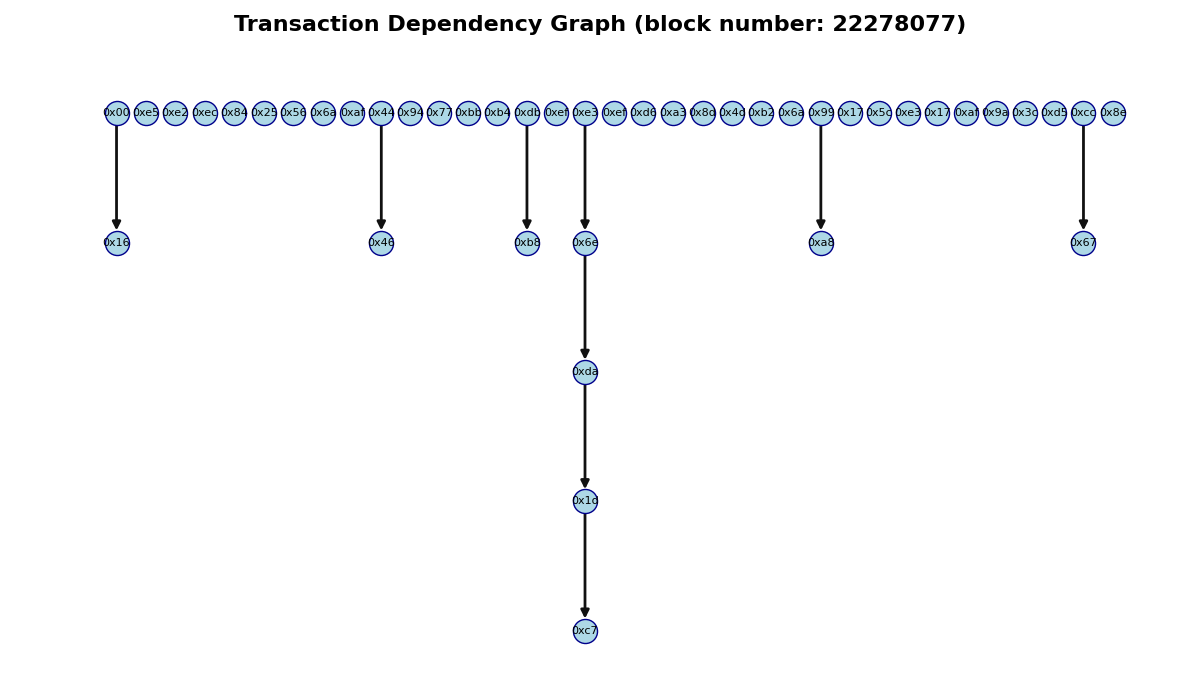 Transaction Dependency Graph (block number: 22278077)
0x00 0xe5 0xe2 0xec 0x84 0x25 0x56 0x6a 0xaf 0x44 0x94 0x77 0xbb 0xb4 0xdb 0xef 0xe3 0xef 0xd6 0xa3 0x8d 0x4d 0xb2 0x6a 0x99 0x17 0x5c 0xe3 0x17 0xaf 0x9a 0x3c 0xd5 0xcc 0x8e
0x16 0x46 0xb8 0x6e 0xa8 0x67
0xda
0x1d
0xc7